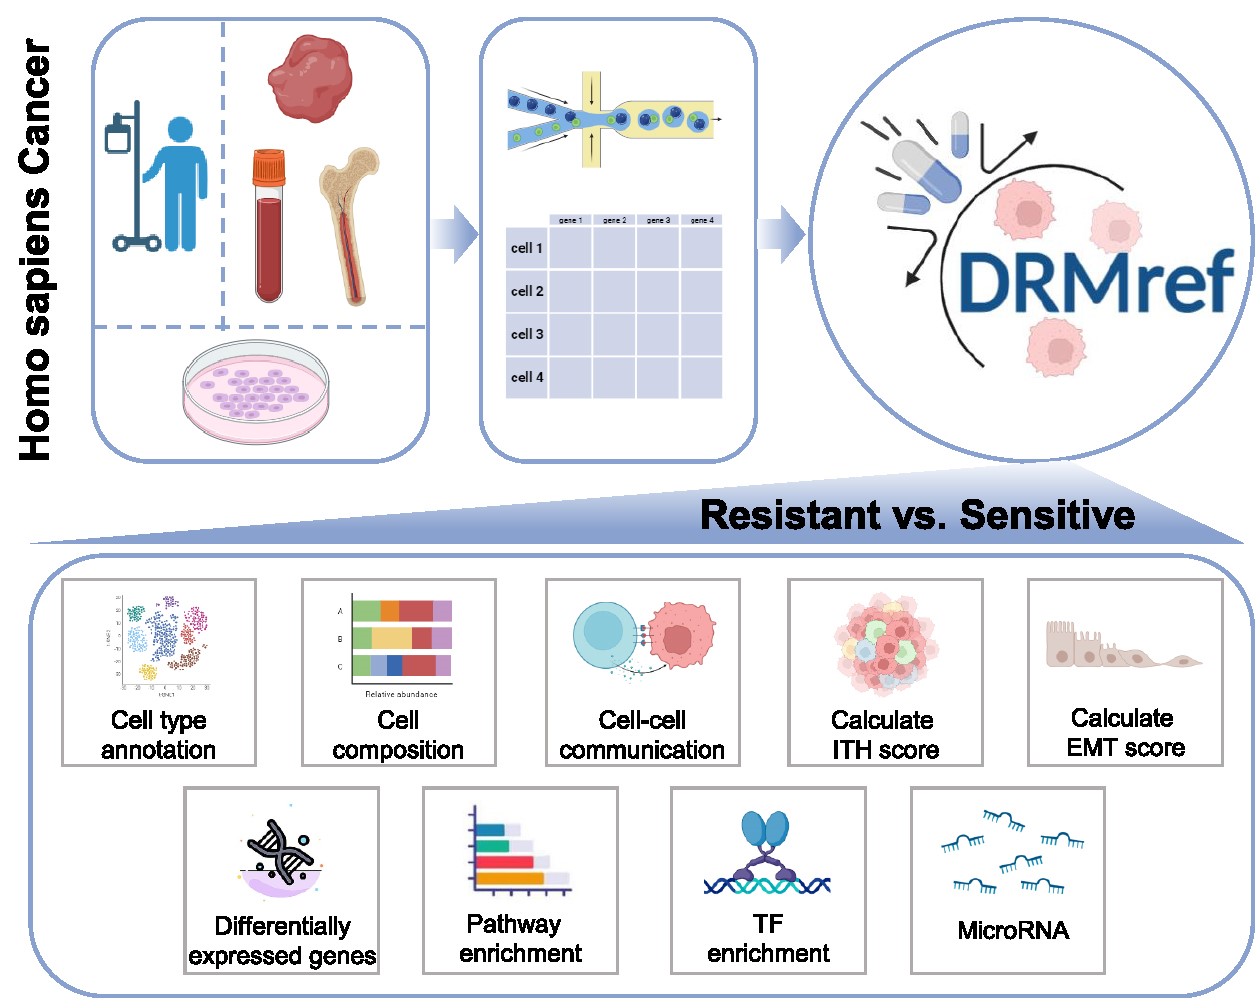 Homo sapiens Cancer
gene 1 gene 2 gene 3 gene 4
cell 1
cell 2
cell 3
cell 4
DRMref
Resistant vs. Sensitive
Cell type
annotation
A
B
C
Relative abundance
Cell
composition
Cell-cell
communication
Calculate
ITH score
Calculate
EMT score
Differentially
expressed genes
Pathway
enrichment
TF
enrichment
MicroRNA